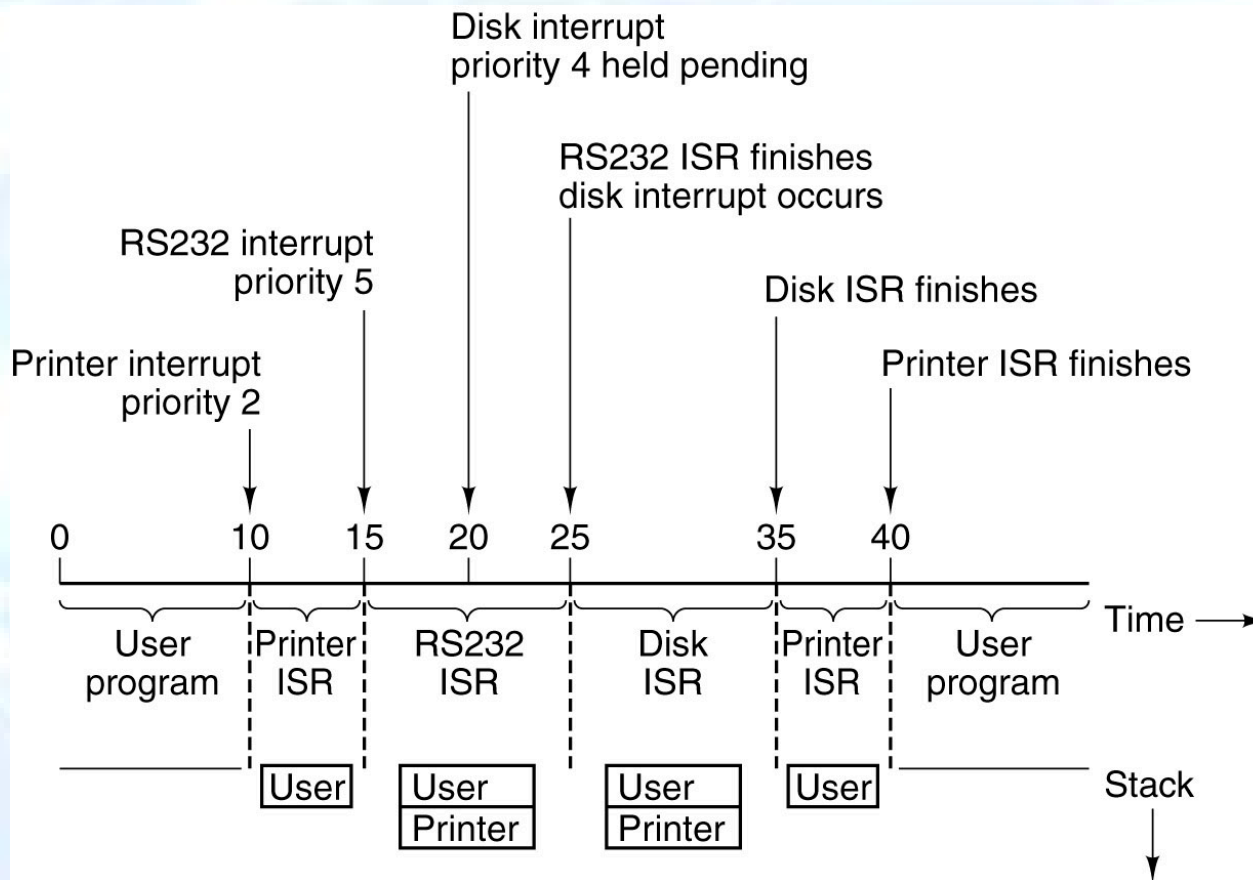 Disk interrupt
priority 4 held pending
RS232 ISR finishes
disk interrupt occurs
RS232 interrupt
priority 5
Disk ISR finishes
Printer interrupt
priority 2
Printer ISR finishes
0 10 15 20 25 35 40
Time
User Printer RS232 Disk Printer User
program ISR ISR ISR ISR program
User User User User Stack
Printer Printer